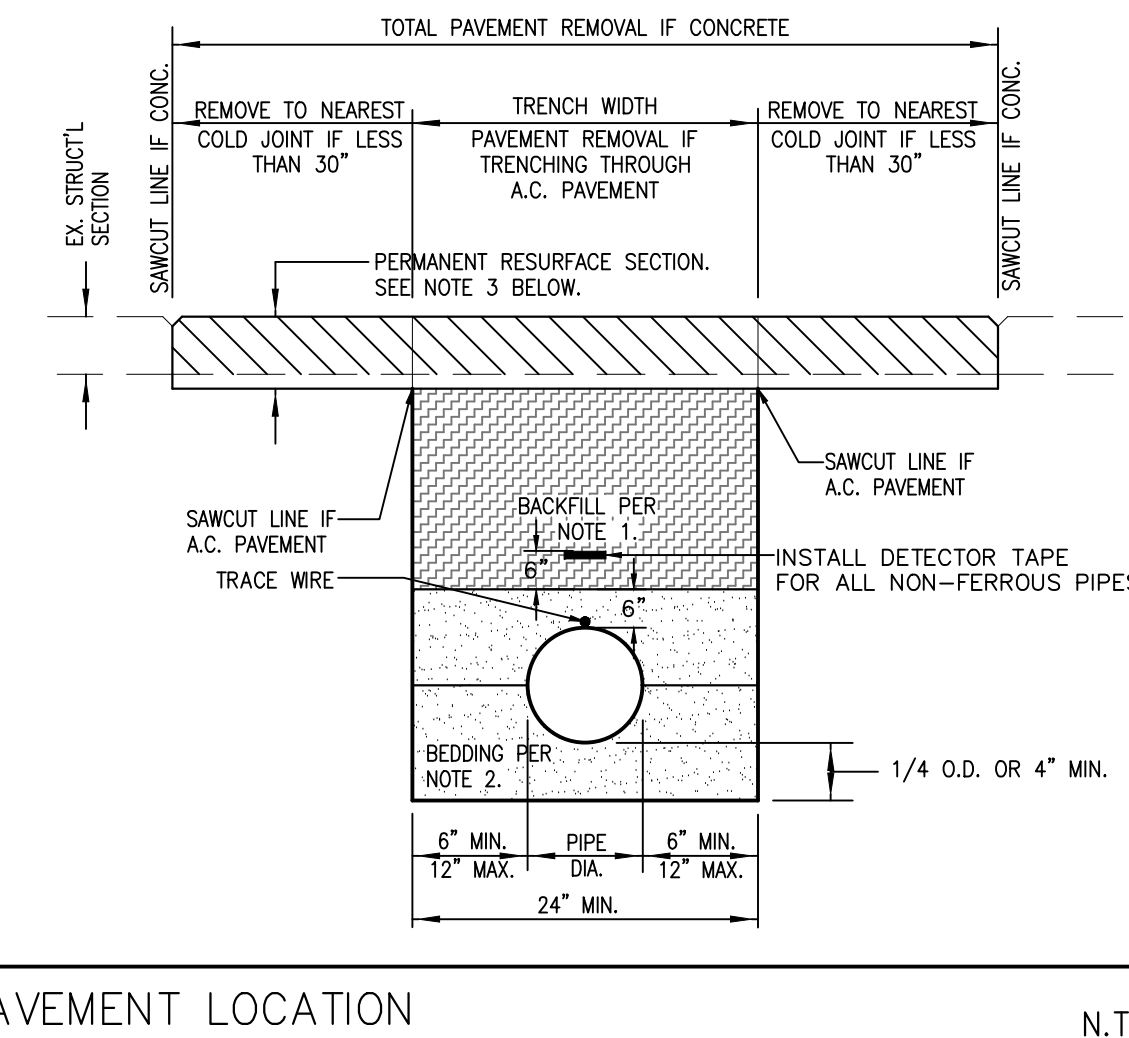 TOTAL PAVEMENT REMOVAL IF CONCRETE
SAWCUT LINE IF CONC.
REMOVE TO NEAREST
COLD JOINT IF LESS
THAN 30"
TRENCH WIDTH
PAVEMENT REMOVAL IF
TRENCHING THROUGH
A.C. PAVEMENT
REMOVE TO NEAREST
COLD JOINT IF LESS
THAN 30"
SAWCUT LINE IF CONC.
EX. STRUCT'L
SECTION
PERMANENT RESURFACE SECTION.
SEE NOTE 3 BELOW.
SAWCUT LINE IF
A.C. PAVEMENT
SAWCUT LINE IF
A.C. PAVEMENT
BACKFILL PER
NOTE 1.
INSTALL DETECTOR TAPE
FOR ALL NON-FERROUS PIPES
TRACE WIRE
6"
6"
BEDDING PER
NOTE 2.
1/4 O.D. OR 4" MIN.
6" MIN.
12" MAX.
PIPE
DIA.
6" MIN.
12" MAX.
24" MIN.
AVEMENT LOCATION
N.T